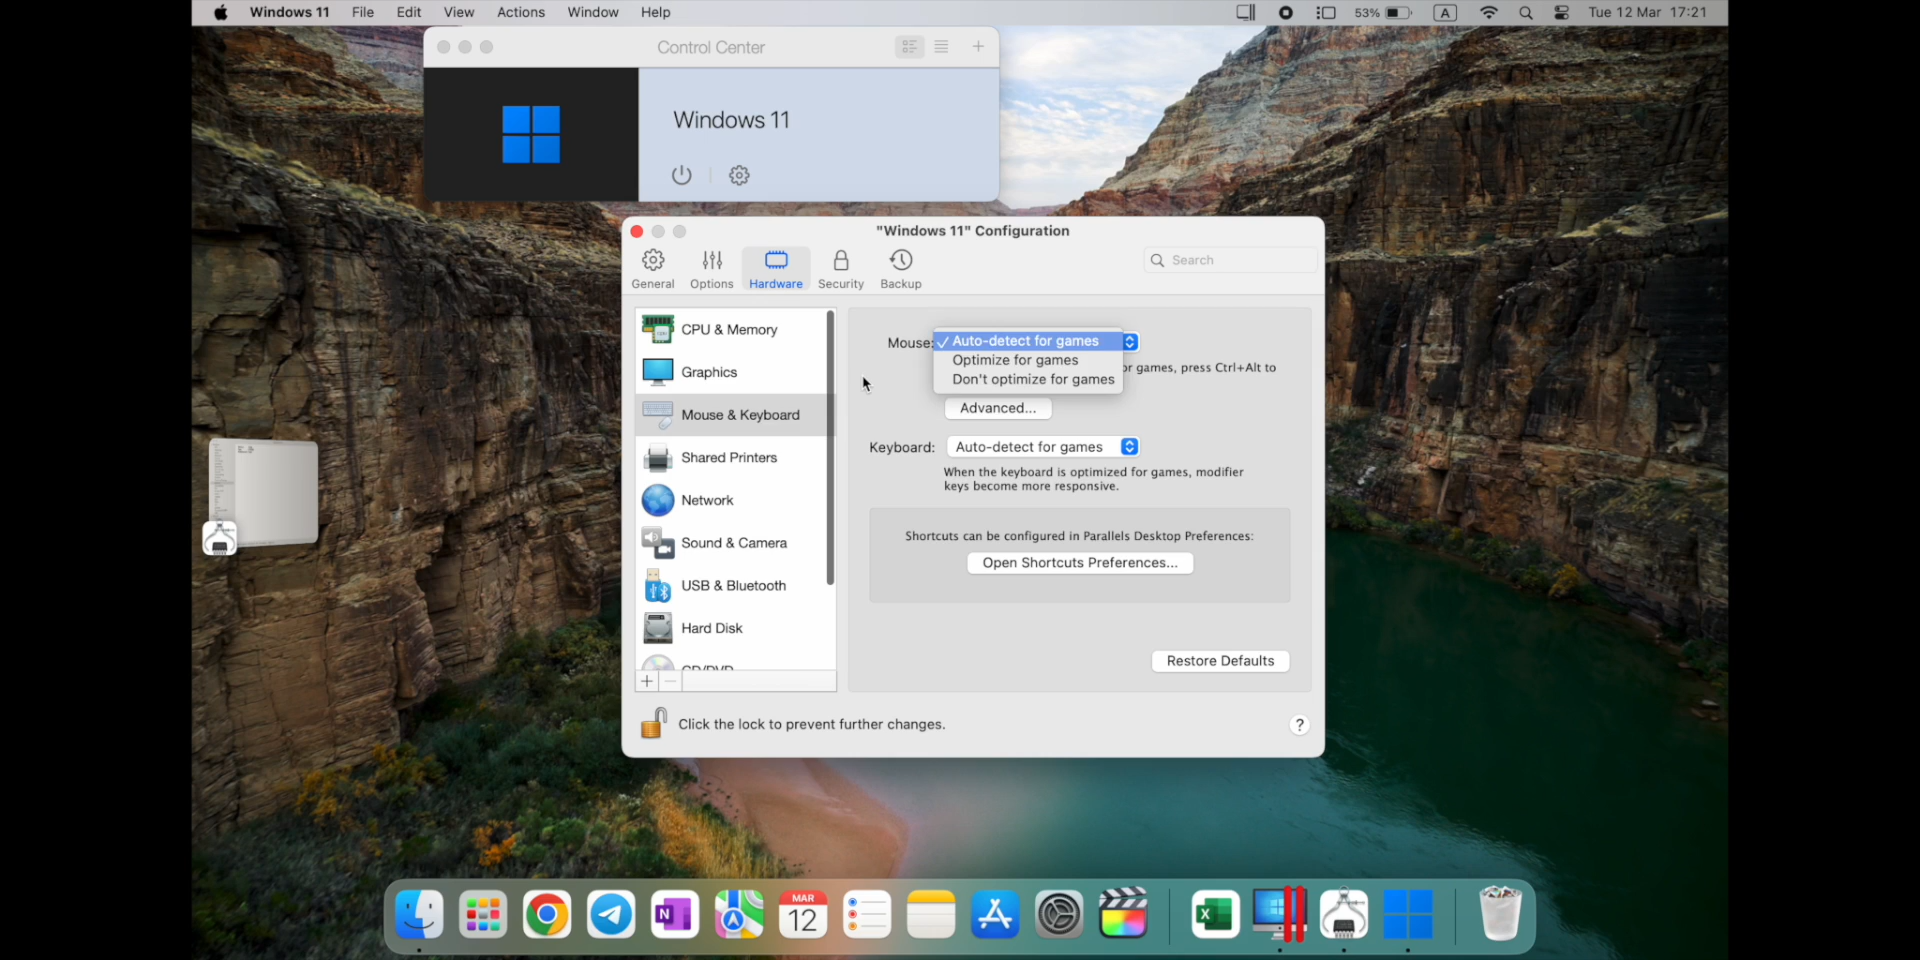 Windows 11 File Edit View Actions Window Help 53% A Tue 12 Mar 17:21
Control Center
Windows 11
"Windows 11" Configuration
General Options Hardware Security Backup
Search
CPU & Memory
Graphics
Mouse & Keyboard
Shared Printers
Network
Sound & Camera
USB & Bluetooth
Hard Disk
CD/DVD
Mouse:
Auto-detect for games
Optimize for games
Don't optimize for games
or games, press Ctrl+Alt to
Advanced...
Keyboard: Auto-detect for games
When the keyboard is optimized for games, modifier
keys become more responsive.
Shortcuts can be configured in Parallels Desktop Preferences:
Open Shortcuts Preferences...
Restore Defaults
Click the lock to prevent further changes.
?
N
MAR
12
X